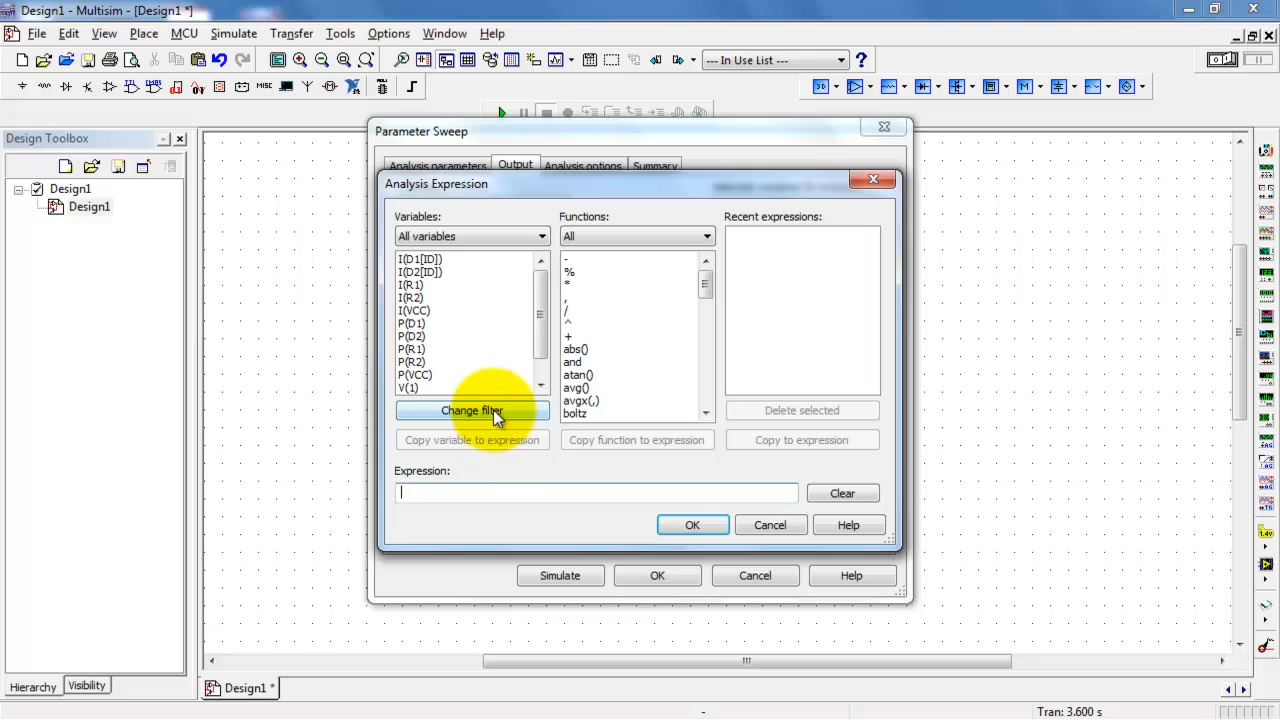 Design1 - Multisim - [Design1 *]
File Edit View Place MCU Simulate Transfer Tools Options Window Help
--- In Use List ---
MISC
Design Toolbox
Design1
Design1
Parameter Sweep
Analysis parameters Output Analysis options Summary
Analysis Expression
Variables: Functions: Recent expressions:
All variables All
I(D1[ID])
I(D2[ID])
I(R1)
I(R2)
I(VCC)
P(D1)
P(D2)
P(R1)
P(R2)
P(VCC)
V(1)
-
%
*
,
/
^
+
abs()
and
atan()
avg()
avgx(,)
boltz
Change filter Delete selected
Copy variable to expression Copy function to expression Copy to expression
Expression:
Clear
OK Cancel Help
Simulate OK Cancel Help
Hierarchy Visibility
Design1 *
- Tran: 3.600 s